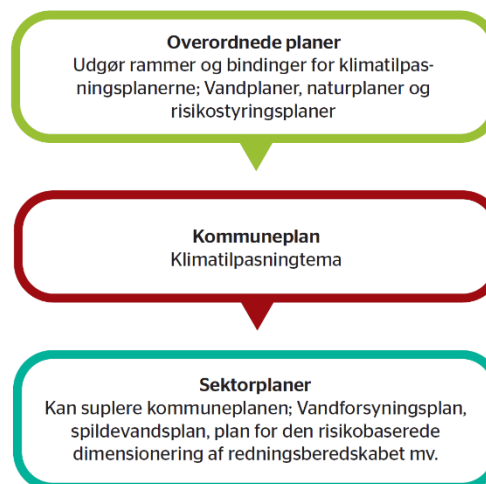 Overordnede planer
Udgør rammer og bindinger for klimatilpas-
ningsplanerne; Vandplaner, naturplaner og
risikostyringsplaner
Kommuneplan
Klimatilpasningtema
Sektorplaner
Kan suplere kommuneplanen; Vandforsyningsplan,
spildevandsplan, plan for den risikobaserede
dimensionering af redningsberedskabet mv.